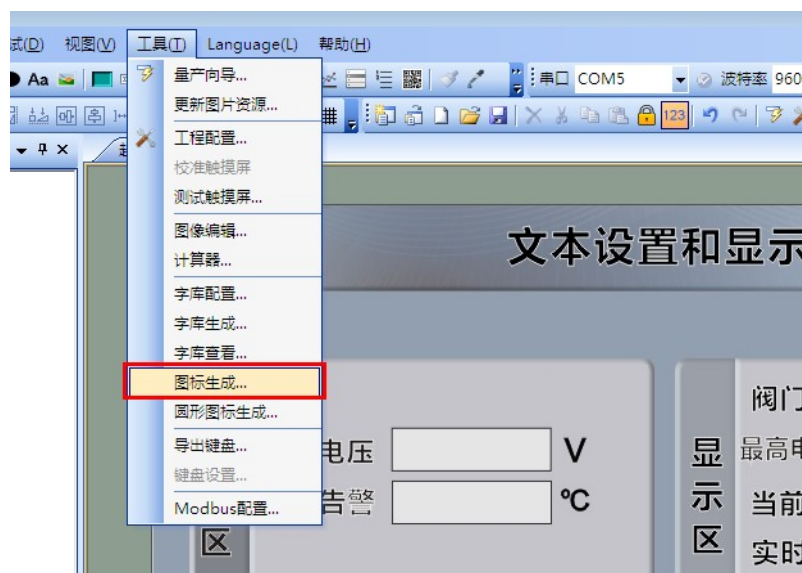 试(D) 视图(V) 工具(T) Language(L) 帮助(H)
Aa 串口 COM5 波特率 960
123
量产向导...
更新图片资源...
工程配置...
校准触摸屏
测试触摸屏...
图像编辑...
计算器...
字库配置...
字库生成...
字库查看...
图标生成...
圆形图标生成...
导出键盘...
键盘设置...
Modbus配置...
文本设置和显示
电压 V
告警 ℃
区
显示区
阀门
最高电
当前
实时